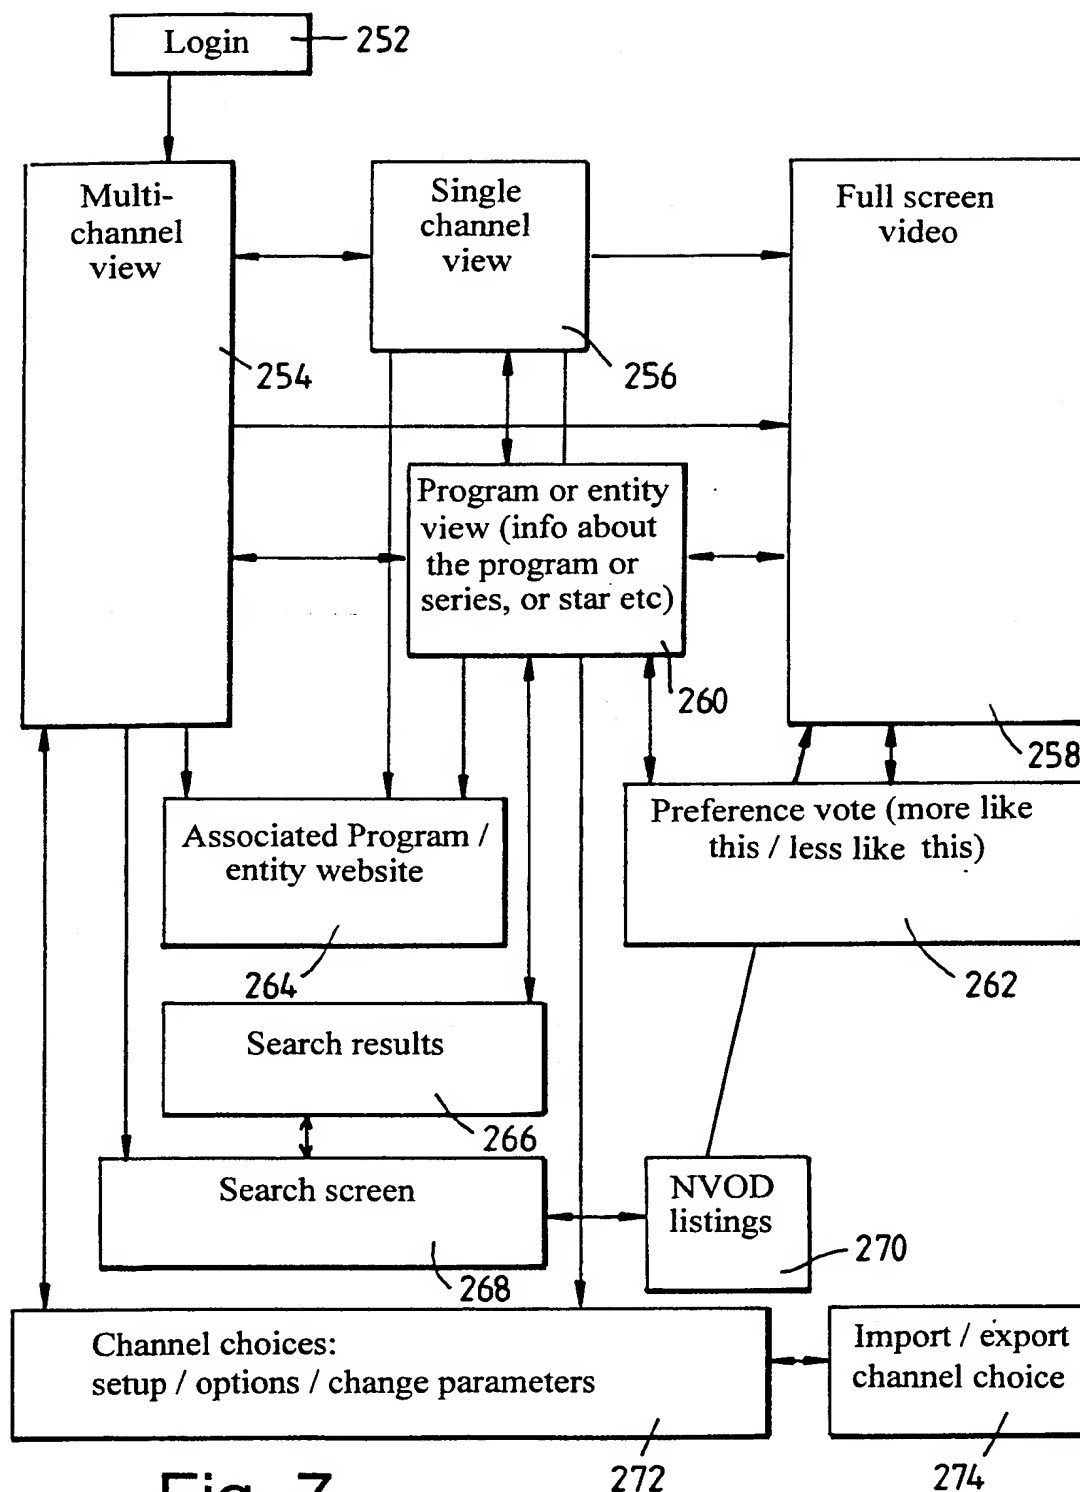 Login
252
Multi-
channel
view
254
Single
channel
view
256
Full screen
video
258
Program or entity
view (info about
the program or
series, or star etc)
260
Associated Program /
entity website
264
Preference vote (more like
this / less like this)
262
Search results
266
Search screen
268
NVOD
listings
270
Channel choices:
setup / options / change parameters
272
Import / export
channel choice
274
Fig. 7